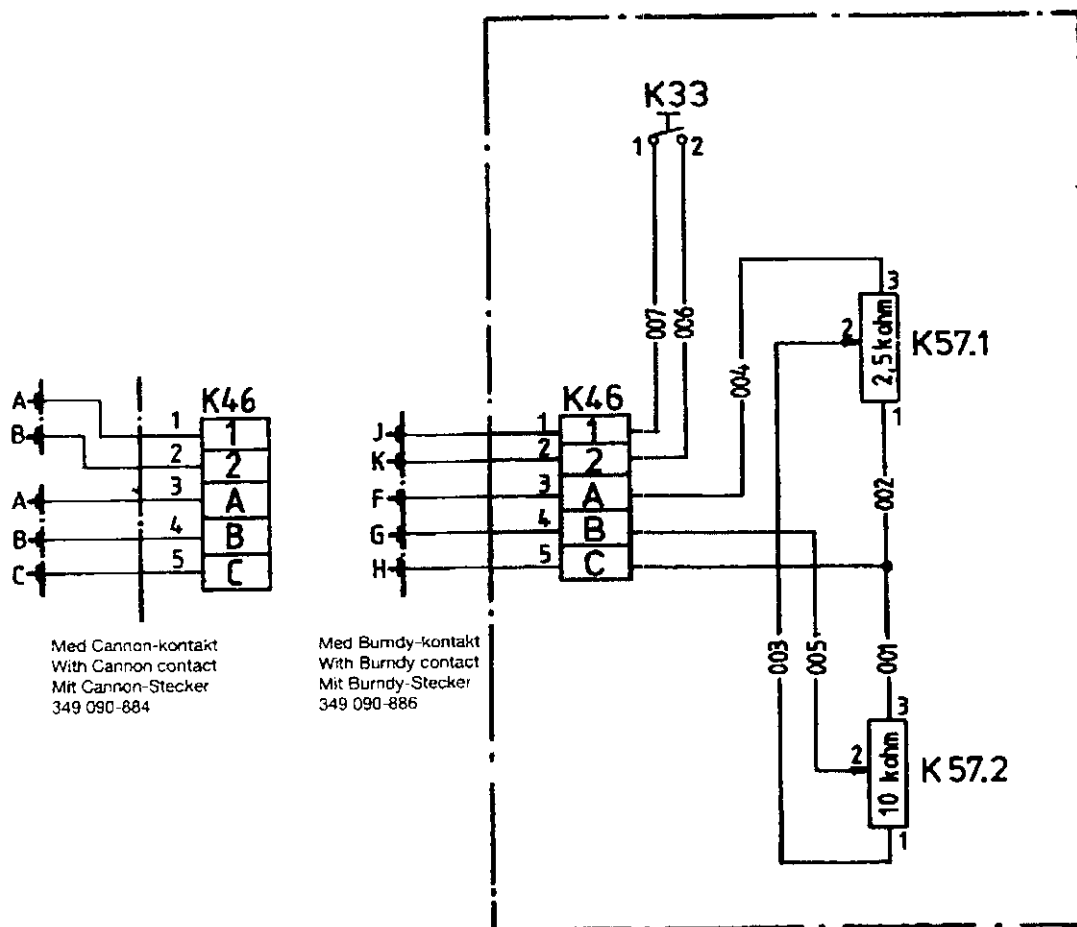 K33
1 2
007
006
3
2
2,5kohm
K57.1
1
004
002
A
B
A
B
C
K46
1 1
2 2
3 A
4 B
5 C
J
K
F
G
H
K46
1 1
2 2
3 A
4 B
5 C
Med Cannon-kontakt
With Cannon contact
Mit Cannon-Stecker
349 090-884
Med Burndy-kontakt
With Burndy contact
Mit Burndy-Stecker
349 090-886
003
005
001
3
2
10 kohm
K57.2
1